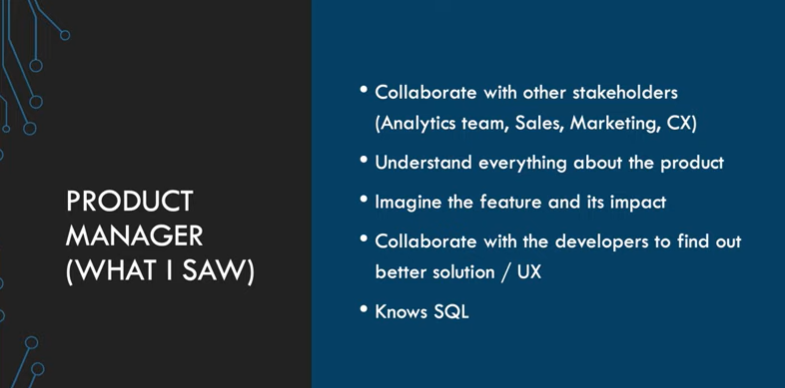 PRODUCT
MANAGER
(WHAT I SAW)
• Collaborate with other stakeholders
(Analytics team, Sales, Marketing, CX)
• Understand everything about the product
• Imagine the feature and its impact
• Collaborate with the developers to find out
better solution / UX
• Knows SQL